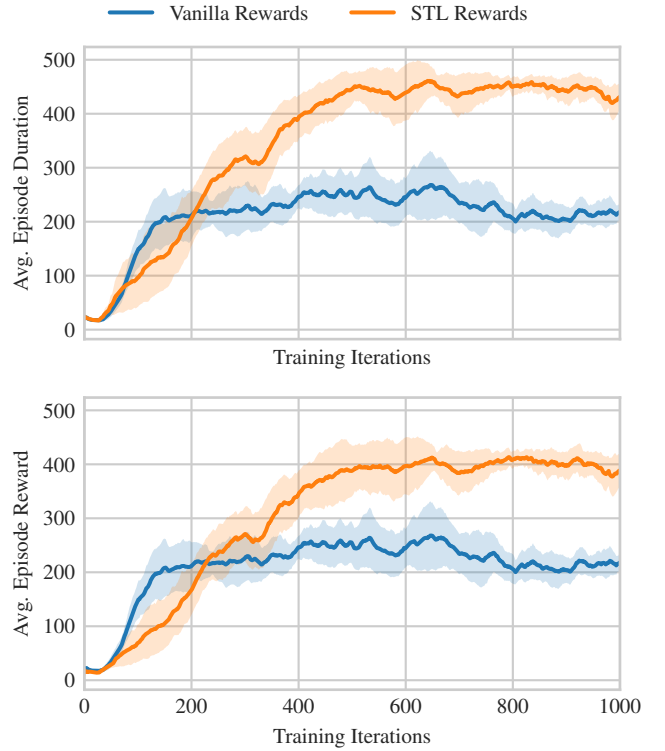 Vanilla Rewards STL Rewards
500
400
300
200
100
0
Avg. Episode Duration
Training Iterations
500
400
300
200
100
0
Avg. Episode Reward
0 200 400 600 800 1000
Training Iterations